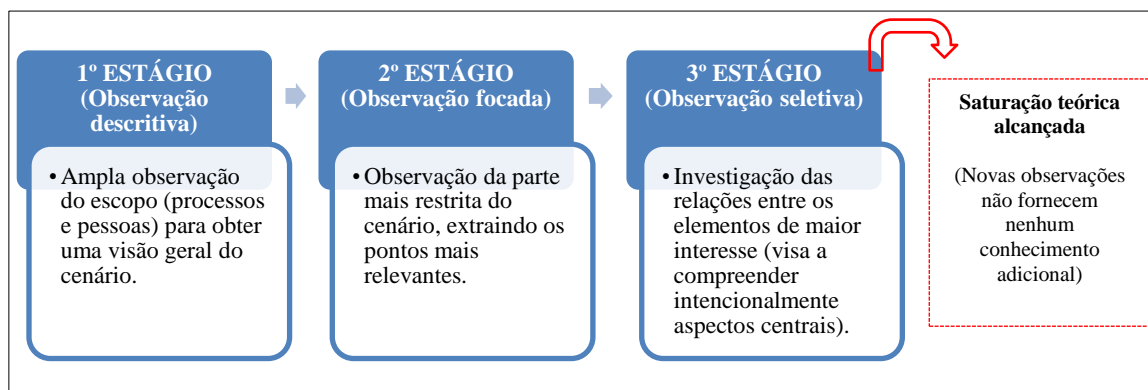 1º ESTÁGIO
(Observação
descritiva)
• Ampla observação
do escopo (processos
e pessoas) para obter
uma visão geral do
cenário.
2º ESTÁGIO
(Observação focada)
• Observação da parte
mais restrita do
cenário, extraindo os
pontos mais
relevantes.
3º ESTÁGIO
(Observação seletiva)
• Investigação das
relações entre os
elementos de maior
interesse (visa a
compreender
intencionalmente
aspectos centrais).
Saturação teórica
alcançada
(Novas observações
não fornecem
nenhum
conhecimento
adicional)